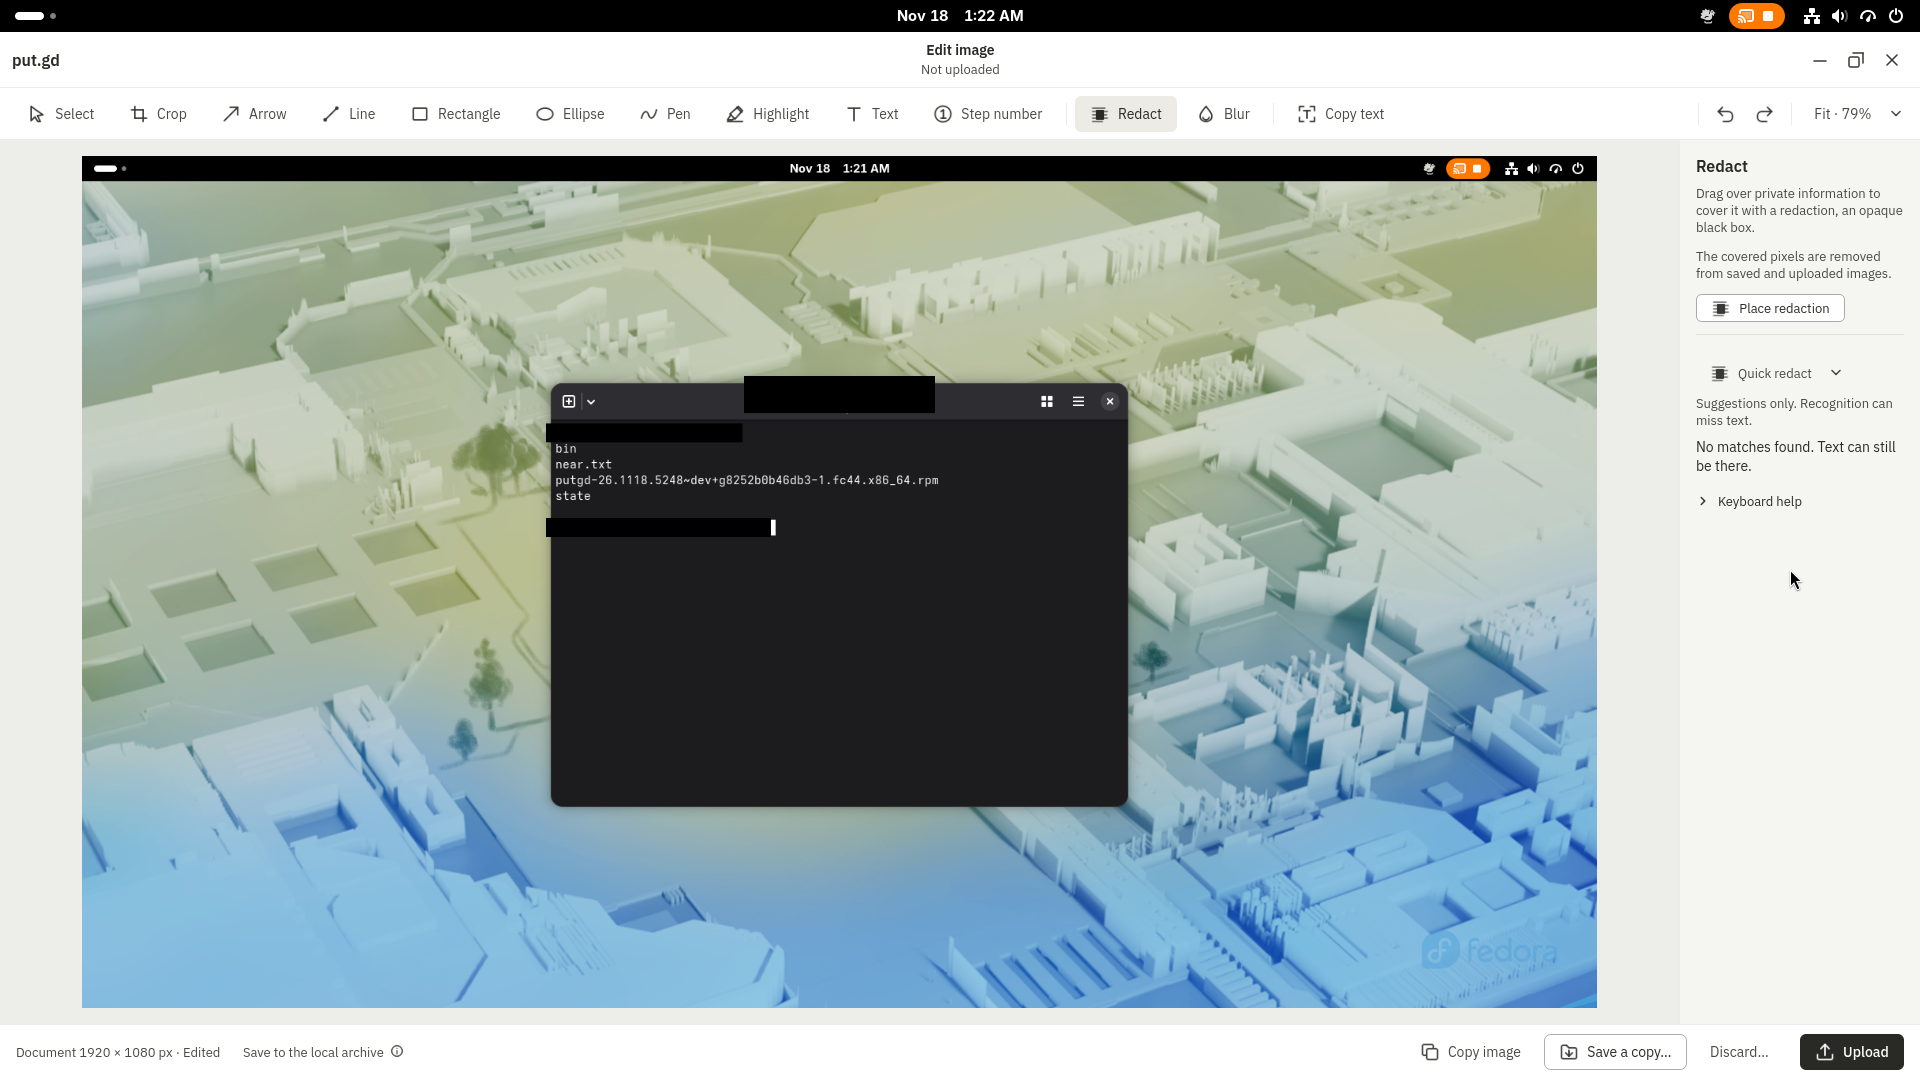 Nov 18 1:22 AM
put.gd
Edit image
Not uploaded
Select
Crop
Arrow
Line
Rectangle
Ellipse
Pen
Highlight
Text
1
Step number
Redact
Blur
Copy text
Fit · 79%
Nov 18 1:21 AM
bin
near.txt
putgd-26.1118.5248~dev+g8252b0b46db3-1.fc44.x86_64.rpm
state
fedora
Redact
Drag over private information to
cover it with a redaction, an opaque
black box.
The covered pixels are removed
from saved and uploaded images.
Place redaction
Quick redact
Suggestions only. Recognition can
miss text.
No matches found. Text can still
be there.
Keyboard help
Document 1920 × 1080 px · Edited
Save to the local archive
Copy image
Save a copy...
Discard...
Upload